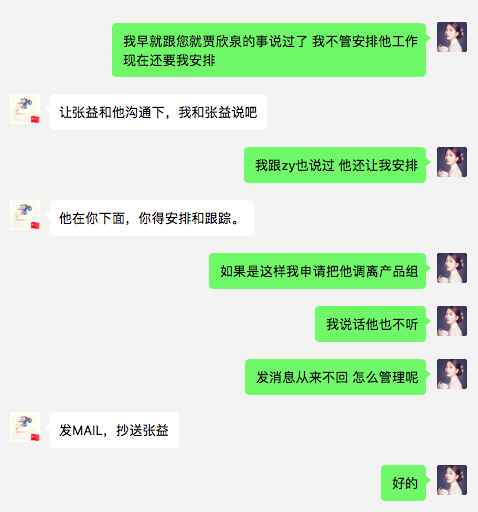 我早就跟您就贾欣泉的事说过了 我不管安排他工作
现在还要我安排
让张益和他沟通下，我和张益说吧
我跟zy也说过 他还让我安排
他在你下面，你得安排和跟踪。
如果是这样我申请把他调离产品组
我说话他也不听
发消息从来不回 怎么管理呢
发MAIL，抄送张益
好的